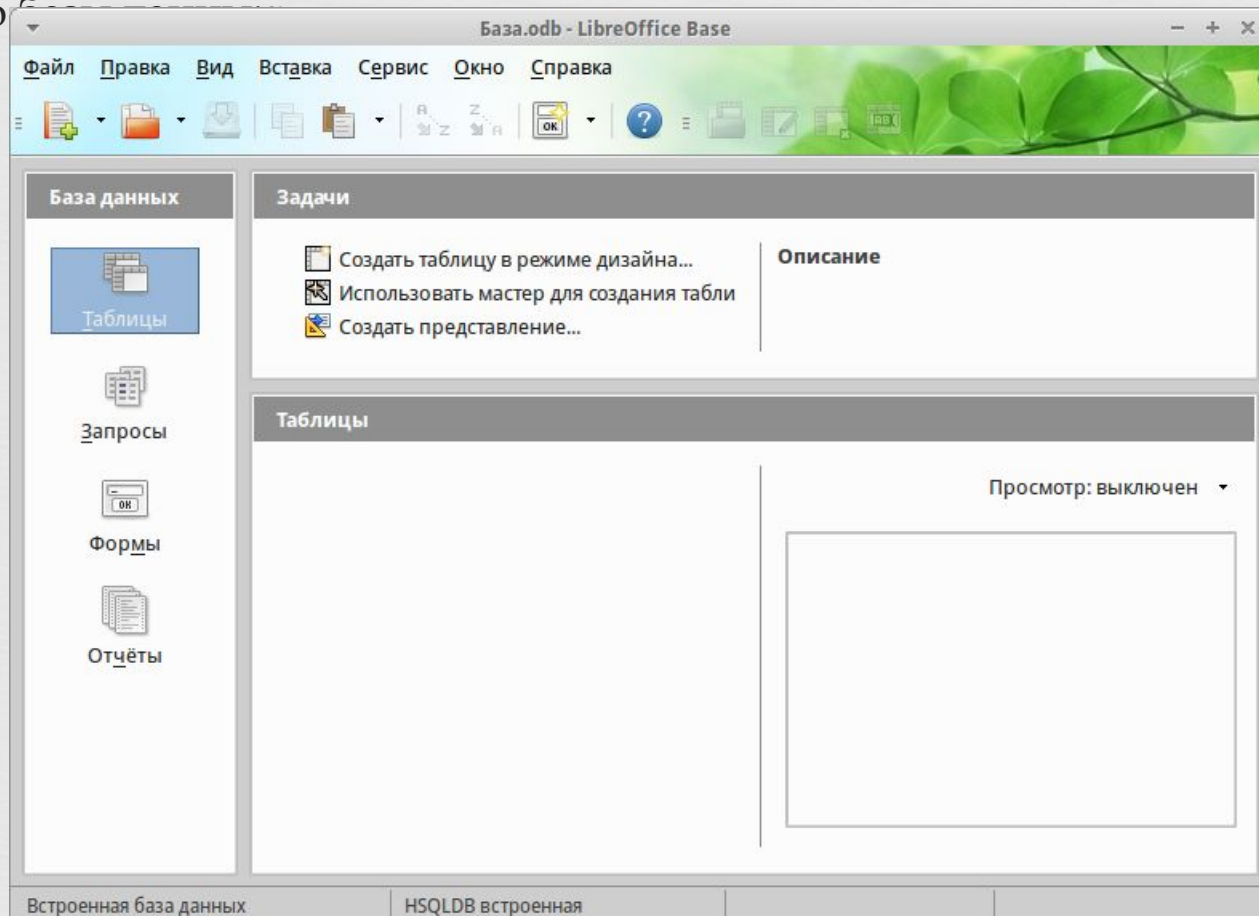 База.odb - LibreOffice Base
Файл Правка Вид Вставка Сервис Окно Справка
База данных
Задачи
Создать таблицу в режиме дизайна...
Использовать мастер для создания табли
Создать представление...
Описание
Таблицы
Запросы
Формы
Отчёты
Таблицы
Просмотр: выключен
Встроенная база данных
HSQLDB встроенная